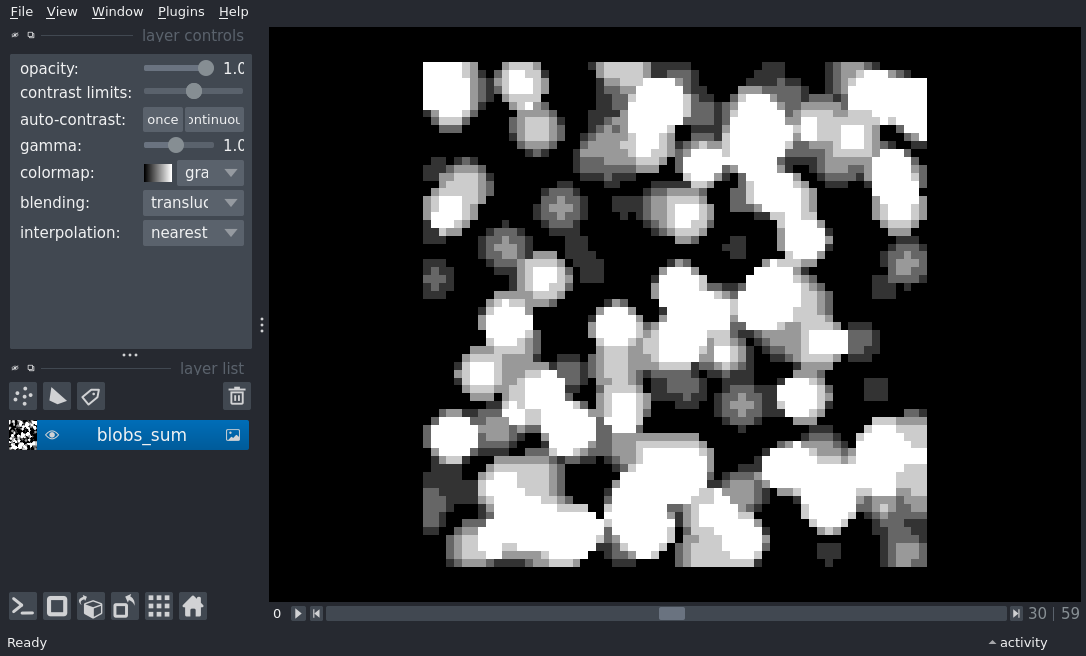 File View Window Plugins Help
layer controls
opacity: 1.0
contrast limits:
auto-contrast: once ontinuou
gamma: 1.0
colormap: gra
blending: transluc
interpolation: nearest
layer list
blobs_sum
0 30 | 59
Ready activity